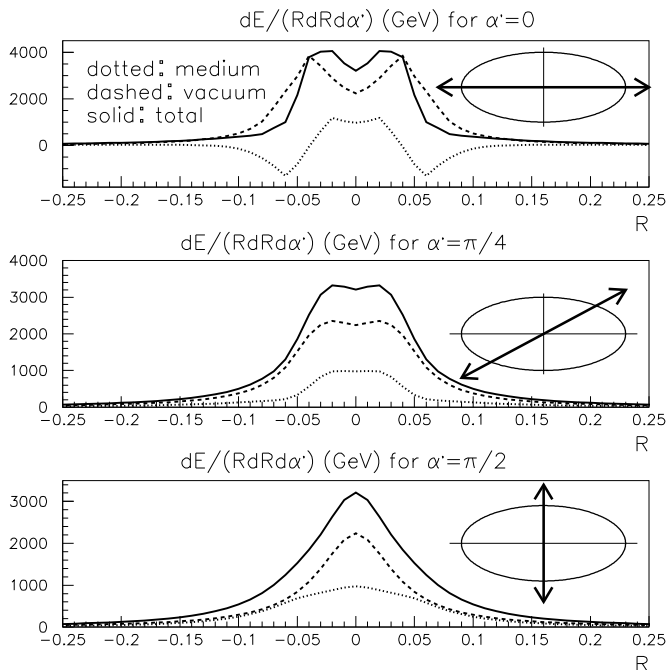 dE/(RdRdα') (GeV) for α'=0
4000
2000
0
dotted: medium
dashed: vacuum
solid: total
-0.25 -0.2 -0.15 -0.1 -0.05 0 0.05 0.1 0.15 0.2 0.25
R
dE/(RdRdα') (GeV) for α'=π/4
4000
3000
2000
1000
0
-0.25 -0.2 -0.15 -0.1 -0.05 0 0.05 0.1 0.15 0.2 0.25
R
dE/(RdRdα') (GeV) for α'=π/2
3000
2000
1000
0
-0.25 -0.2 -0.15 -0.1 -0.05 0 0.05 0.1 0.15 0.2 0.25
R